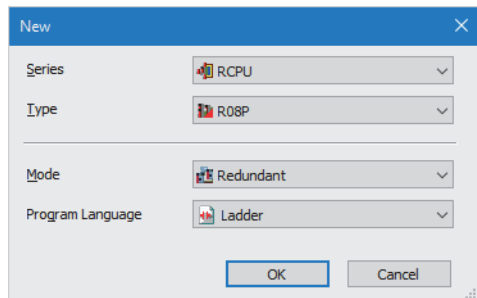 New
Series RCPU
Type R08P
Mode Redundant
Program Language Ladder
OK Cancel